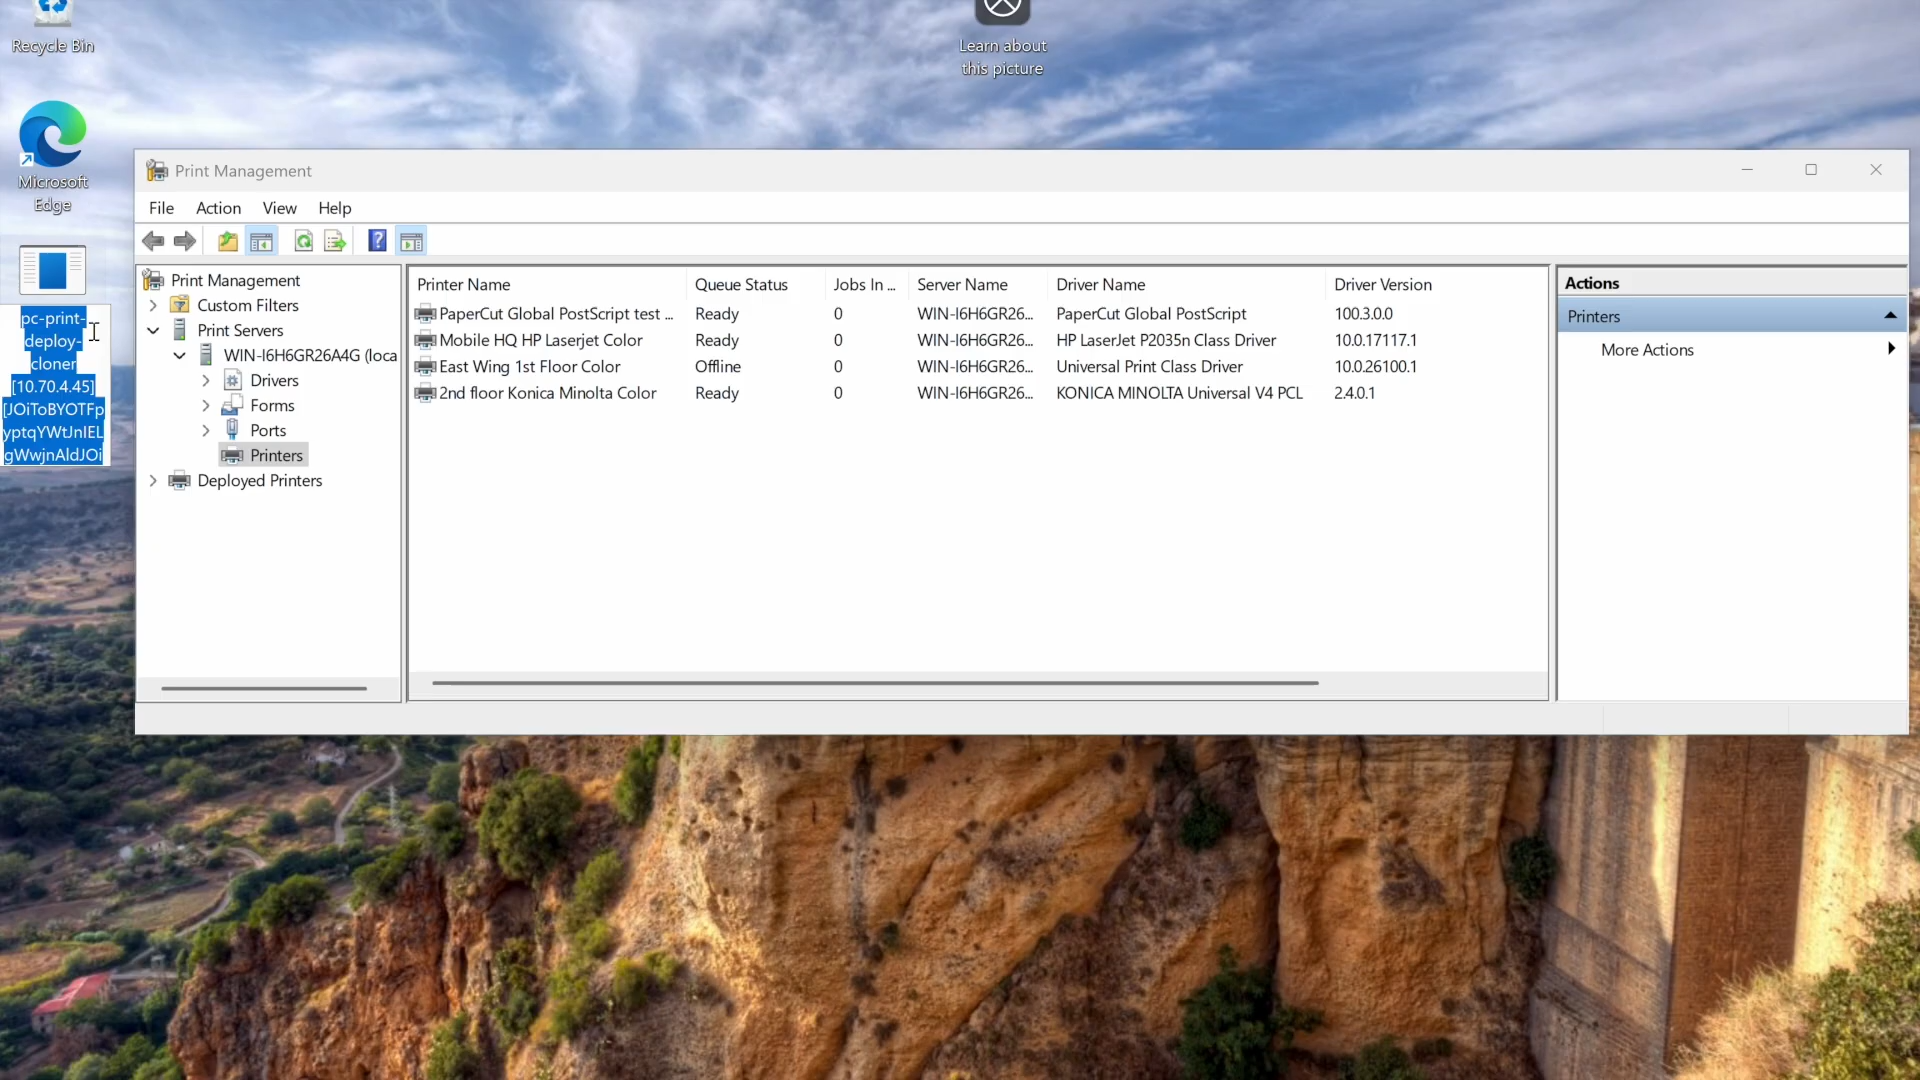 Recycle Bin
Learn about
this picture
Microsoft
Edge
pc-print-
deploy-
cloner
[10.70.4.45]
[JOiToBYOTFp
yptqYWtJnIEL
gWwjnAldJOi
Print Management
File Action View Help
Print Management
Custom Filters
Print Servers
WIN-I6H6GR26A4G (loca
Drivers
Forms
Ports
Printers
Deployed Printers
Printer Name Queue Status Jobs In ... Server Name Driver Name Driver Version
PaperCut Global PostScript test ... Ready 0 WIN-I6H6GR26... PaperCut Global PostScript 100.3.0.0
Mobile HQ HP Laserjet Color Ready 0 WIN-I6H6GR26... HP LaserJet P2035n Class Driver 10.0.17117.1
East Wing 1st Floor Color Offline 0 WIN-I6H6GR26... Universal Print Class Driver 10.0.26100.1
2nd floor Konica Minolta Color Ready 0 WIN-I6H6GR26... KONICA MINOLTA Universal V4 PCL 2.4.0.1
Actions
Printers
More Actions